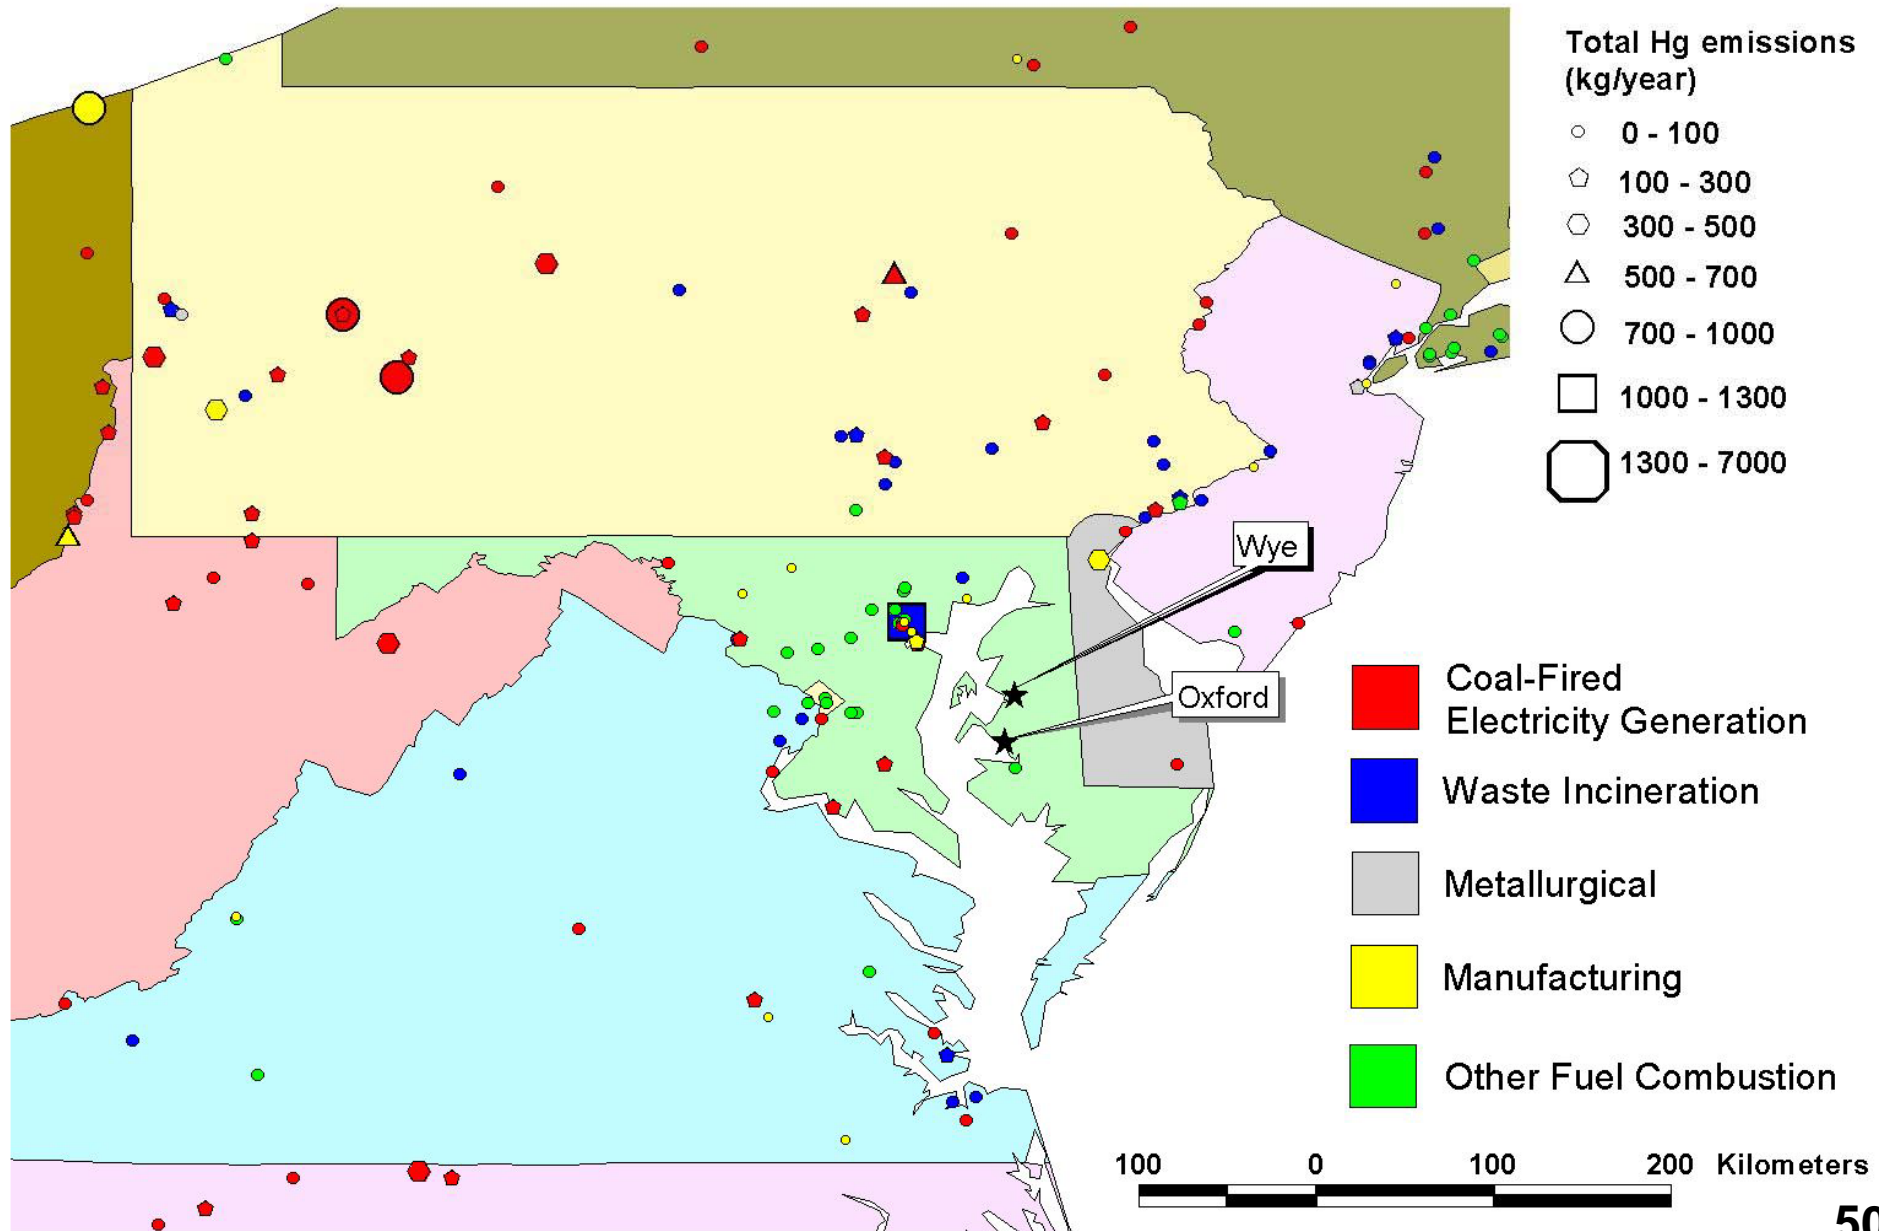 Total Hg emissions
(kg/year)
0 - 100
100 - 300
300 - 500
500 - 700
700 - 1000
1000 - 1300
1300 - 7000
Wye
Oxford
Coal-Fired
Electricity Generation
Waste Incineration
Metallurgical
Manufacturing
Other Fuel Combustion
100 0 100 200 Kilometers
50